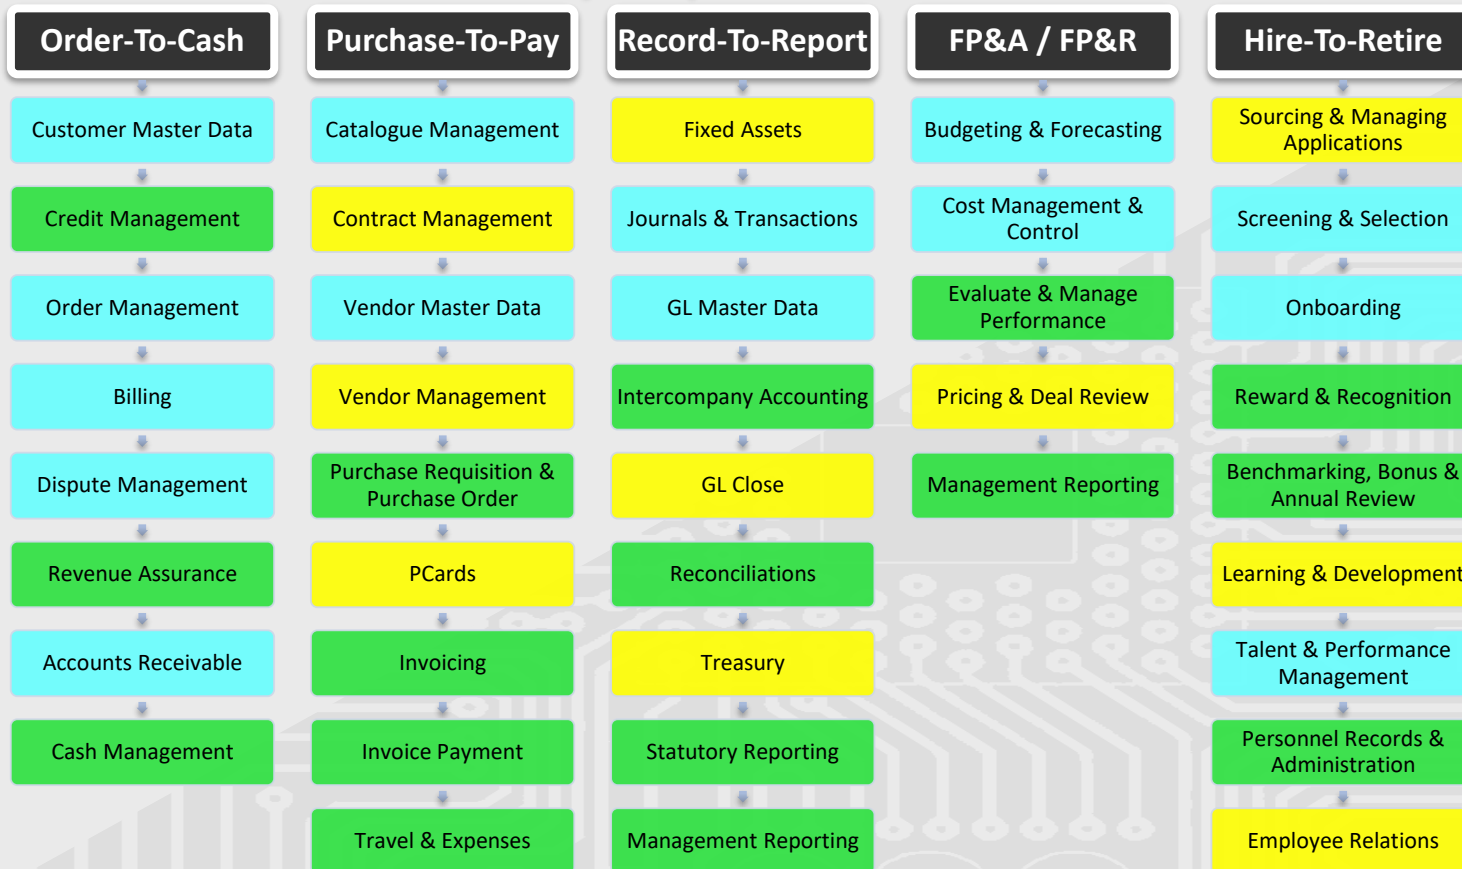 Order-To-Cash
Customer Master Data
Credit Management
Order Management
Billing
Dispute Management
Revenue Assurance
Accounts Receivable
Cash Management
Purchase-To-Pay
Catalogue Management
Contract Management
Vendor Master Data
Vendor Management
Purchase Requisition &
Purchase Order
PCards
Invoicing
Invoice Payment
Travel & Expenses
Record-To-Report
Fixed Assets
Journals & Transactions
GL Master Data
Intercompany Accounting
GL Close
Reconciliations
Treasury
Statutory Reporting
Management Reporting
FP&A / FP&R
Budgeting & Forecasting
Cost Management &
Control
Evaluate & Manage
Performance
Pricing & Deal Review
Management Reporting
Hire-To-Retire
Sourcing & Managing
Applications
Screening & Selection
Onboarding
Reward & Recognition
Benchmarking, Bonus &
Annual Review
Learning & Development
Talent & Performance
Management
Personnel Records &
Administration
Employee Relations